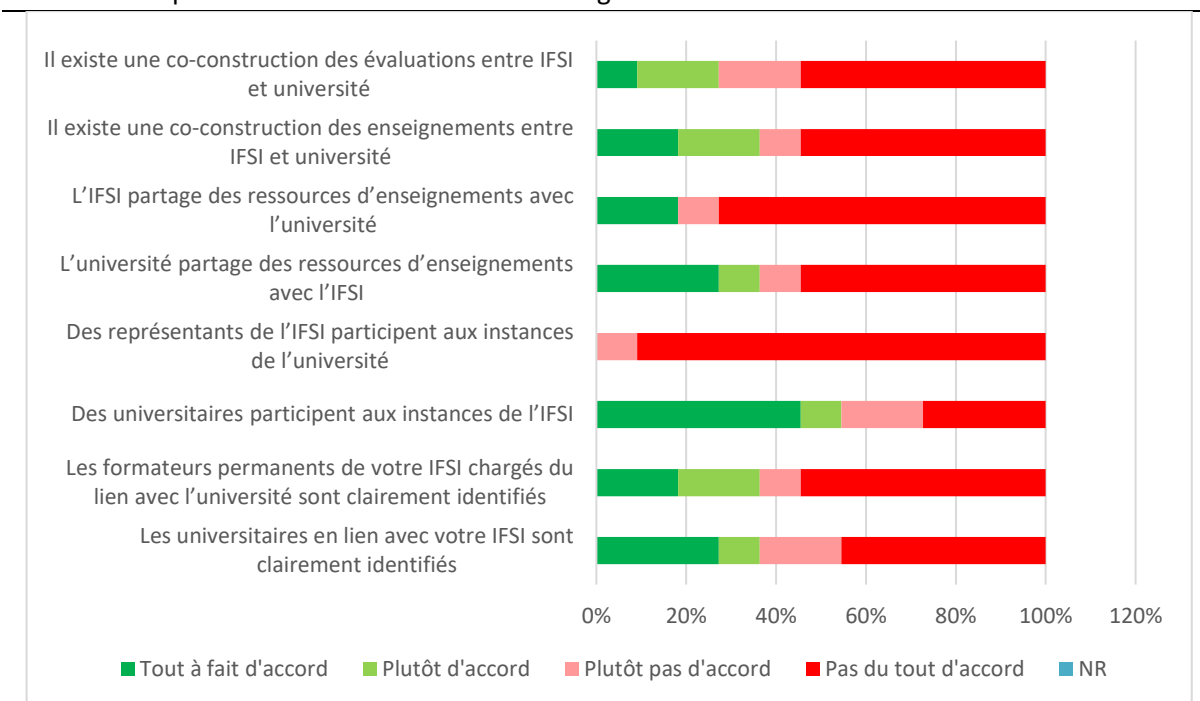 Il existe une co-construction des évaluations entre IFSI
et université
Il existe une co-construction des enseignements entre
IFSI et université
L’IFSI partage des ressources d’enseignements avec
l’université
L’université partage des ressources d’enseignements
avec l’IFSI
Des représentants de l’IFSI participent aux instances
de l’université
Des universitaires participent aux instances de l’IFSI
Les formateurs permanents de votre IFSI chargés du
lien avec l’université sont clairement identifiés
Les universitaires en lien avec votre IFSI sont
clairement identifiés
0% 20% 40% 60% 80% 100% 120%
Tout à fait d'accord Plutôt d'accord Plutôt pas d'accord Pas du tout d'accord NR